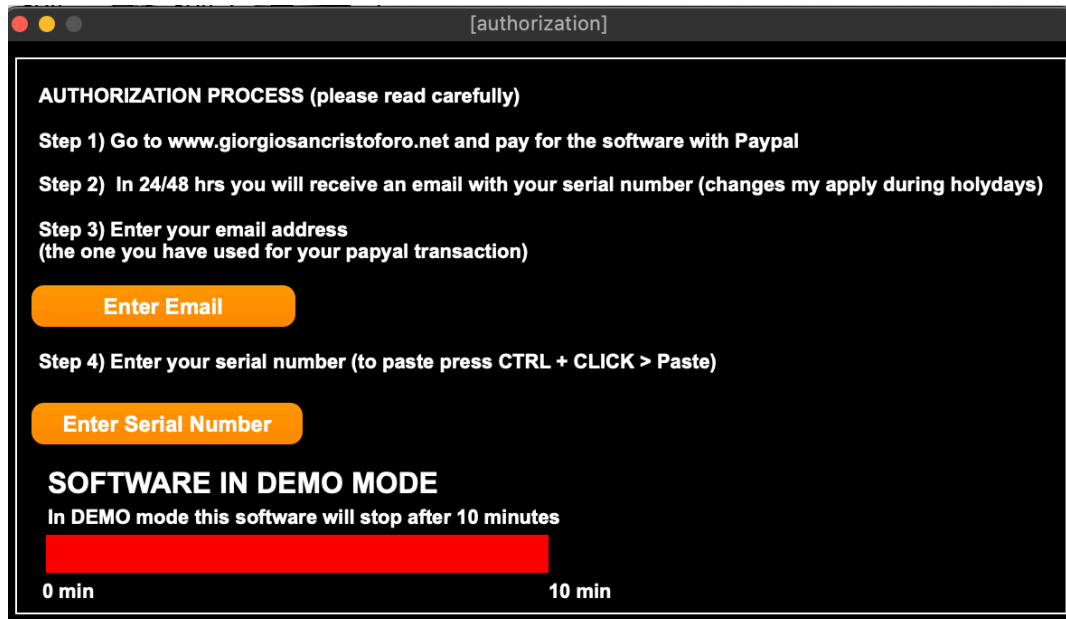 [authorization]
AUTHORIZATION PROCESS (please read carefully)
Step 1) Go to www.giorgiosancristoforo.net and pay for the software with Paypal
Step 2)  In 24/48 hrs you will receive an email with your serial number (changes my apply during holydays)
Step 3) Enter your email address
(the one you have used for your papyal transaction)
Enter Email
Step 4) Enter your serial number (to paste press CTRL + CLICK > Paste)
Enter Serial Number
SOFTWARE IN DEMO MODE
In DEMO mode this software will stop after 10 minutes
0 min 10 min